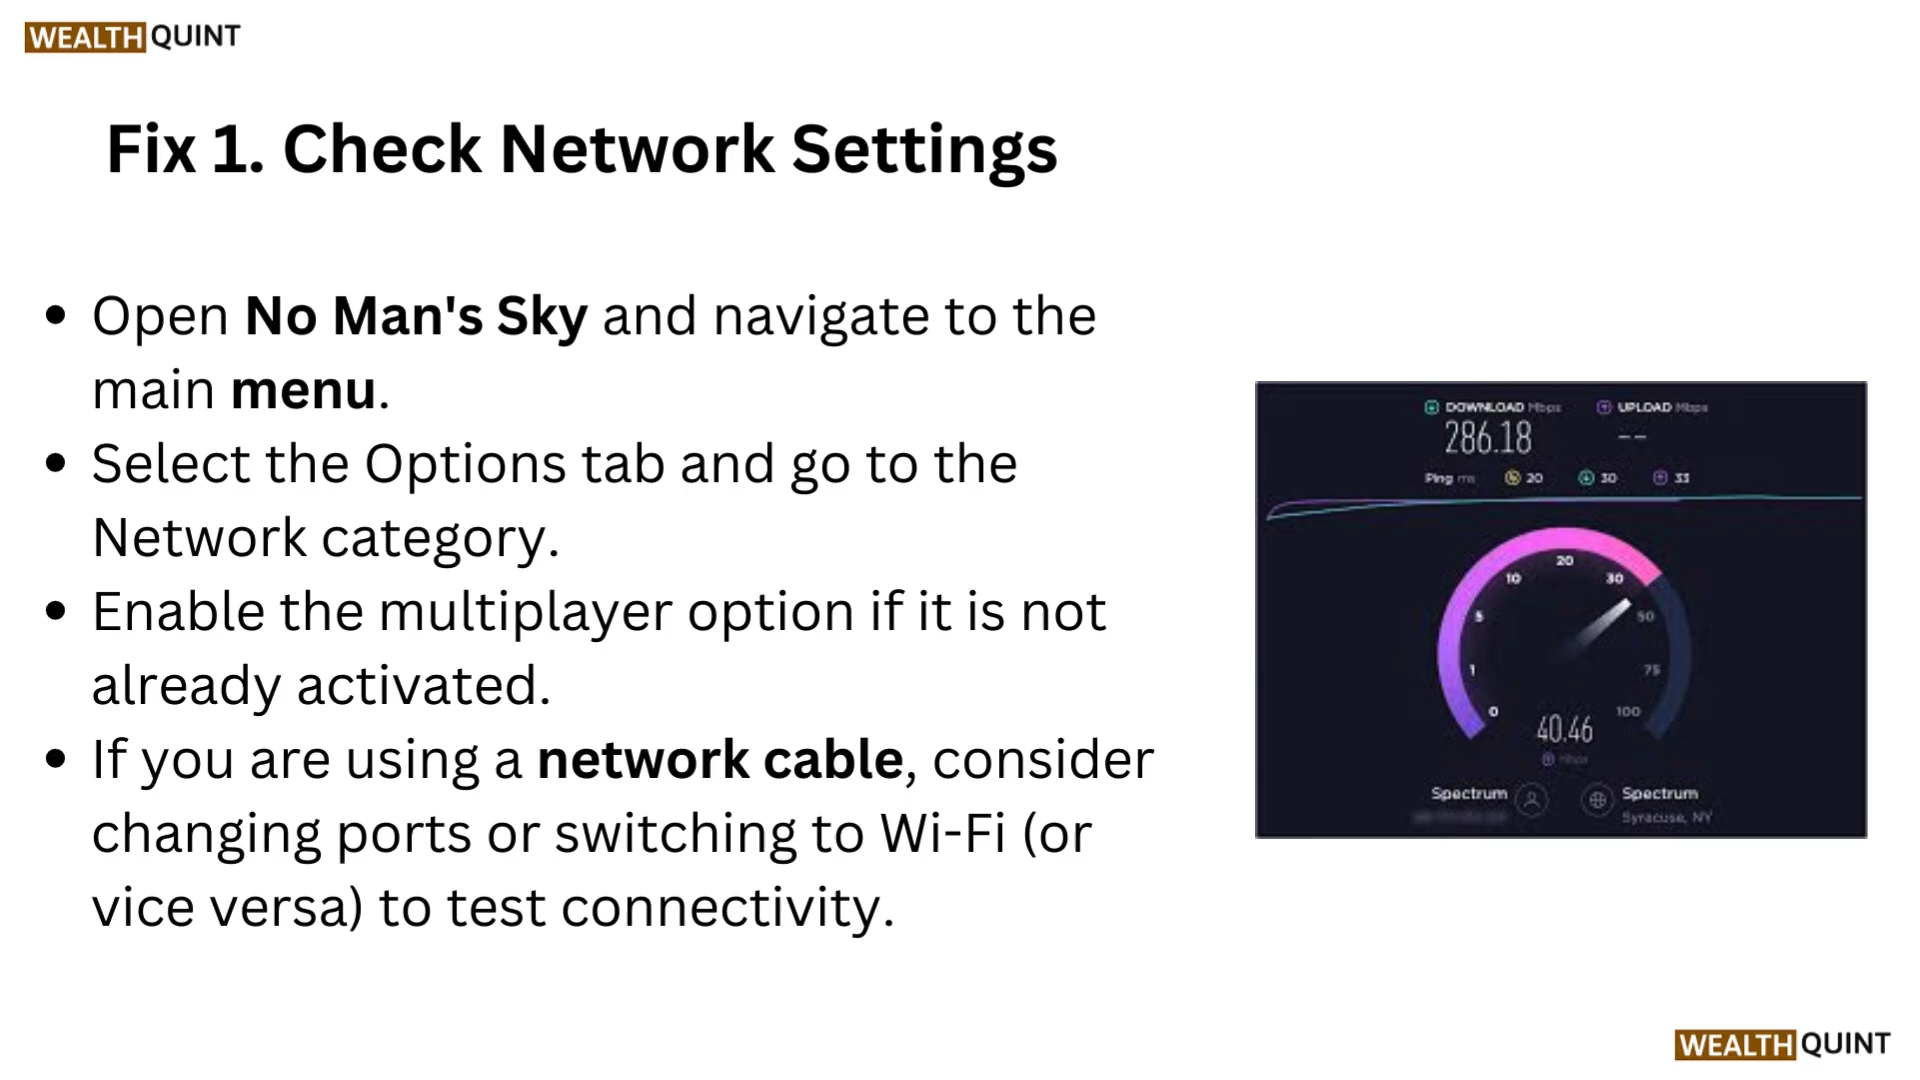 WEALTH QUINT
Fix 1. Check Network Settings
• Open No Man's Sky and navigate to the
main menu.
• Select the Options tab and go to the
Network category.
• Enable the multiplayer option if it is not
already activated.
• If you are using a network cable, consider
changing ports or switching to Wi-Fi (or
vice versa) to test connectivity.
DOWNLOAD Mbps UPLOAD Mbps
286.18 --
Ping ms 20 30 33
20
10 30
5 50
1 75
0 100
40.46
Mbps
Spectrum Spectrum
Syracuse, NY
WEALTH QUINT